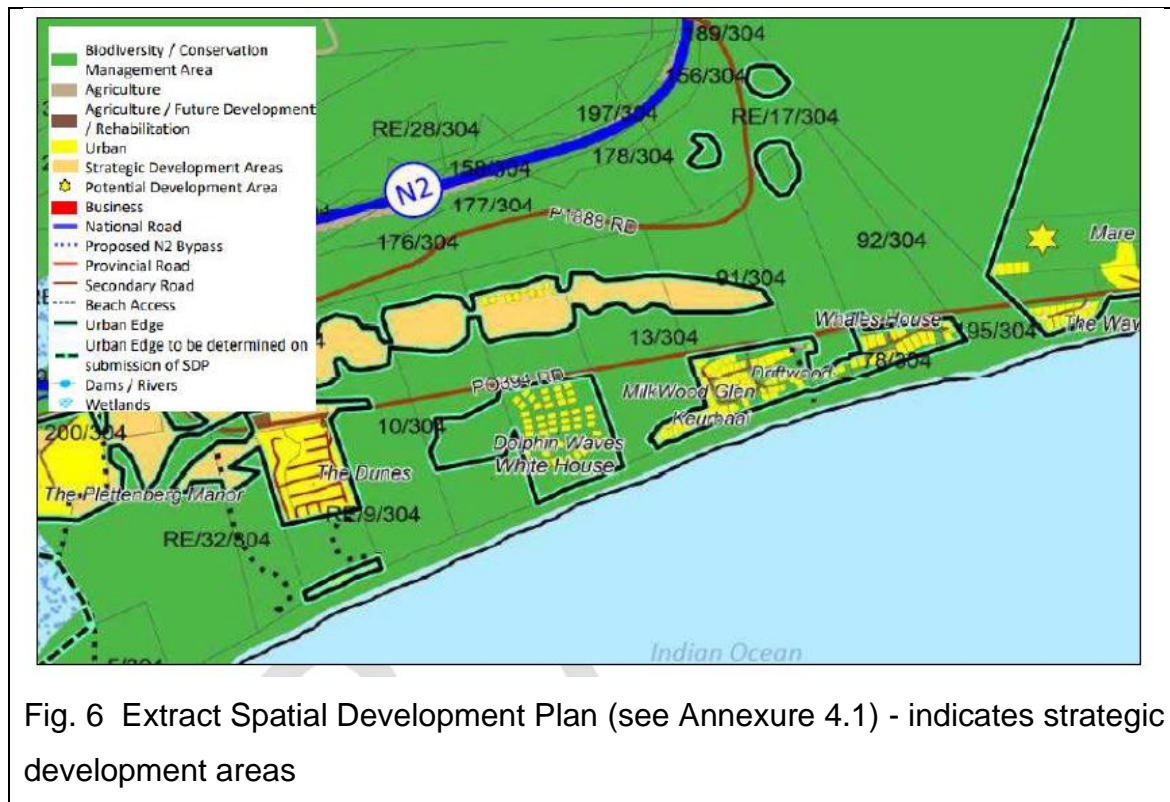 Biodiversity / Conservation
Management Area
Agriculture
Agriculture / Future Development
/ Rehabilitation
Urban
Strategic Development Areas
Potential Development Area
Business
National Road
Proposed N2 Bypass
Provincial Road
Secondary Road
Beach Access
Urban Edge
Urban Edge to be determined on
submission of SDP
Dams / Rivers
Wetlands
189/304
156/304
197/304
RE/17/304
RE/28/304
178/304
158/304
N2
177/304
P1888 RD
176/304
92/304
Mare
91/304
Whales House
13/304
195/304
The Wav
78/304
Driftwood
PO394 RD
MilkWood Glen
Keurbaai
200/304
10/304
Dolphin Waves
White House
The Dunes
The Plettenberg Manor
RE/9/304
RE/32/304
Indian Ocean
Fig. 6 Extract Spatial Development Plan (see Annexure 4.1) - indicates strategic
development areas